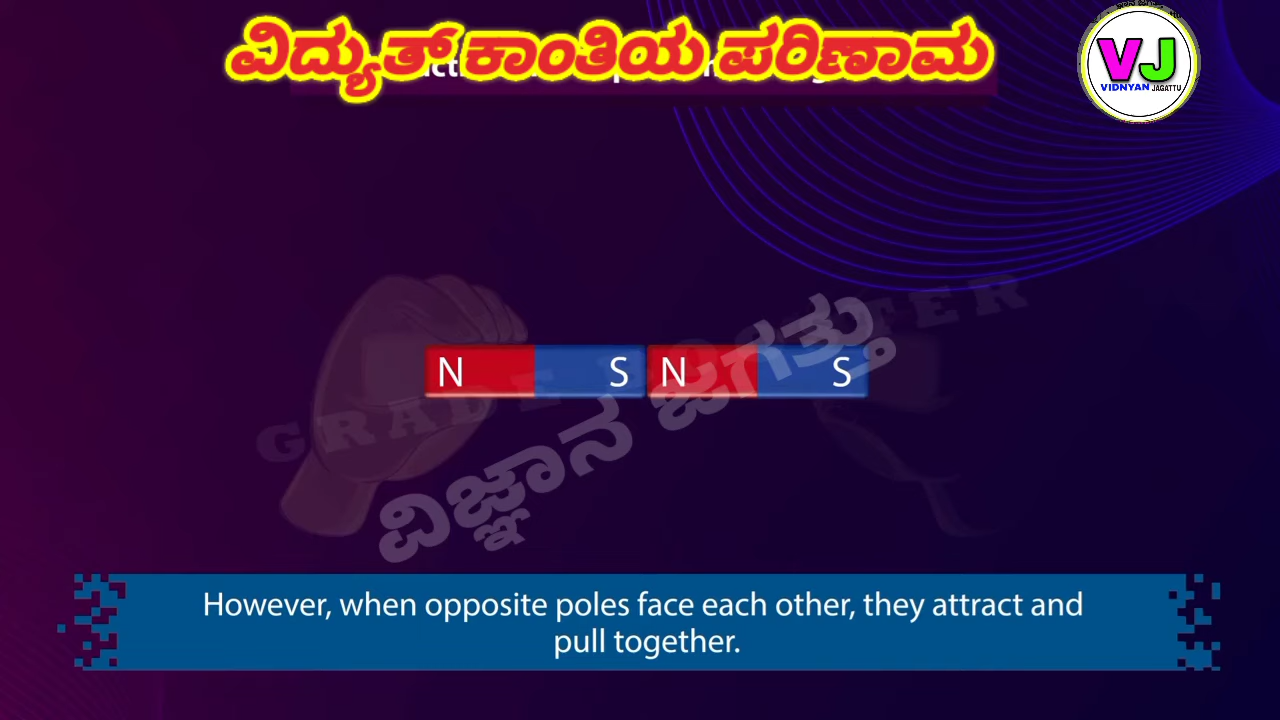 ವಿದ್ಯುತ್ ಕಾಂತಿಯ ಪರಿಣಾಮ
VJ
VIDNYAN JAGATTU
N S N S
ವಿಜ್ಞಾನ ಜಗತ್ತು
However, when opposite poles face each other, they attract and
pull together.